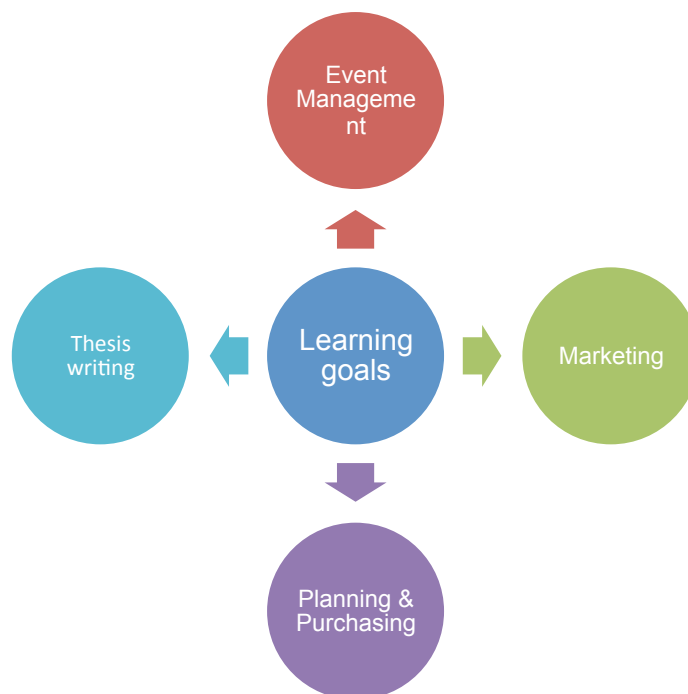 Event
Manageme
nt
Thesis
writing
Learning
goals
Marketing
Planning &
Purchasing